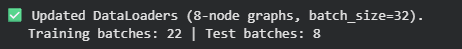 ✅ Updated DataLoaders (8-node graphs, batch_size=32).
Training batches: 22 | Test batches: 8